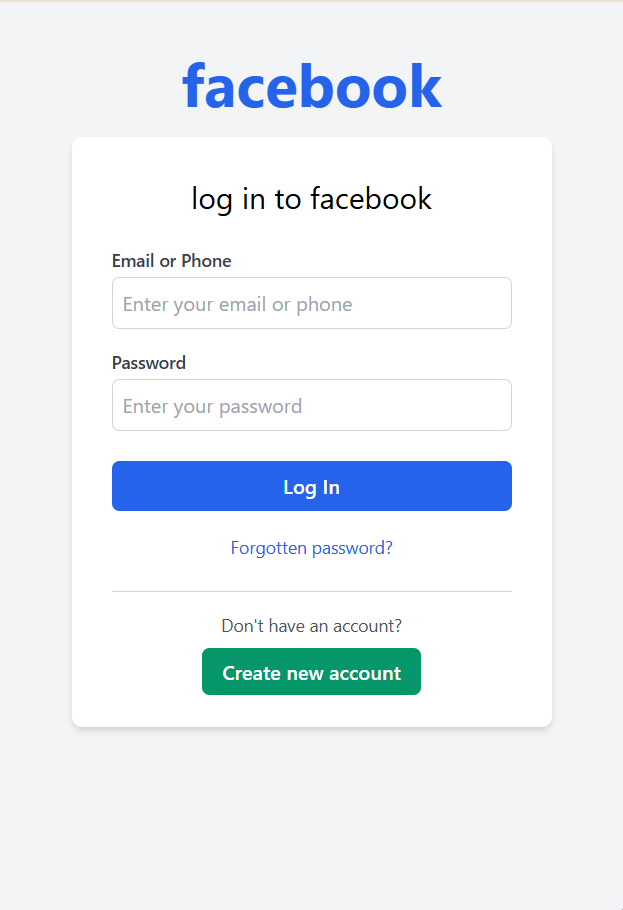 facebook
log in to facebook
Email or Phone
Enter your email or phone
Password
Enter your password
Log In
Forgotten password?
Don't have an account?
Create new account